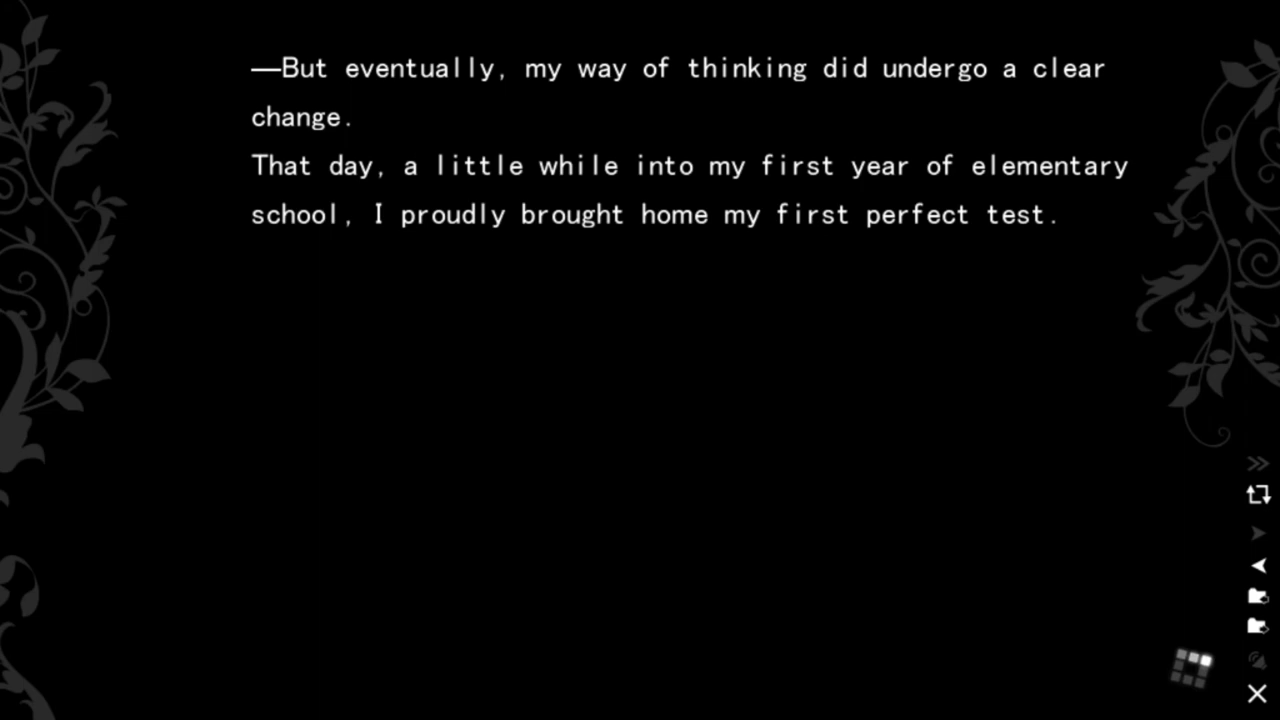 —But eventually, my way of thinking did undergo a clear
change.
That day, a little while into my first year of elementary
school, I proudly brought home my first perfect test.